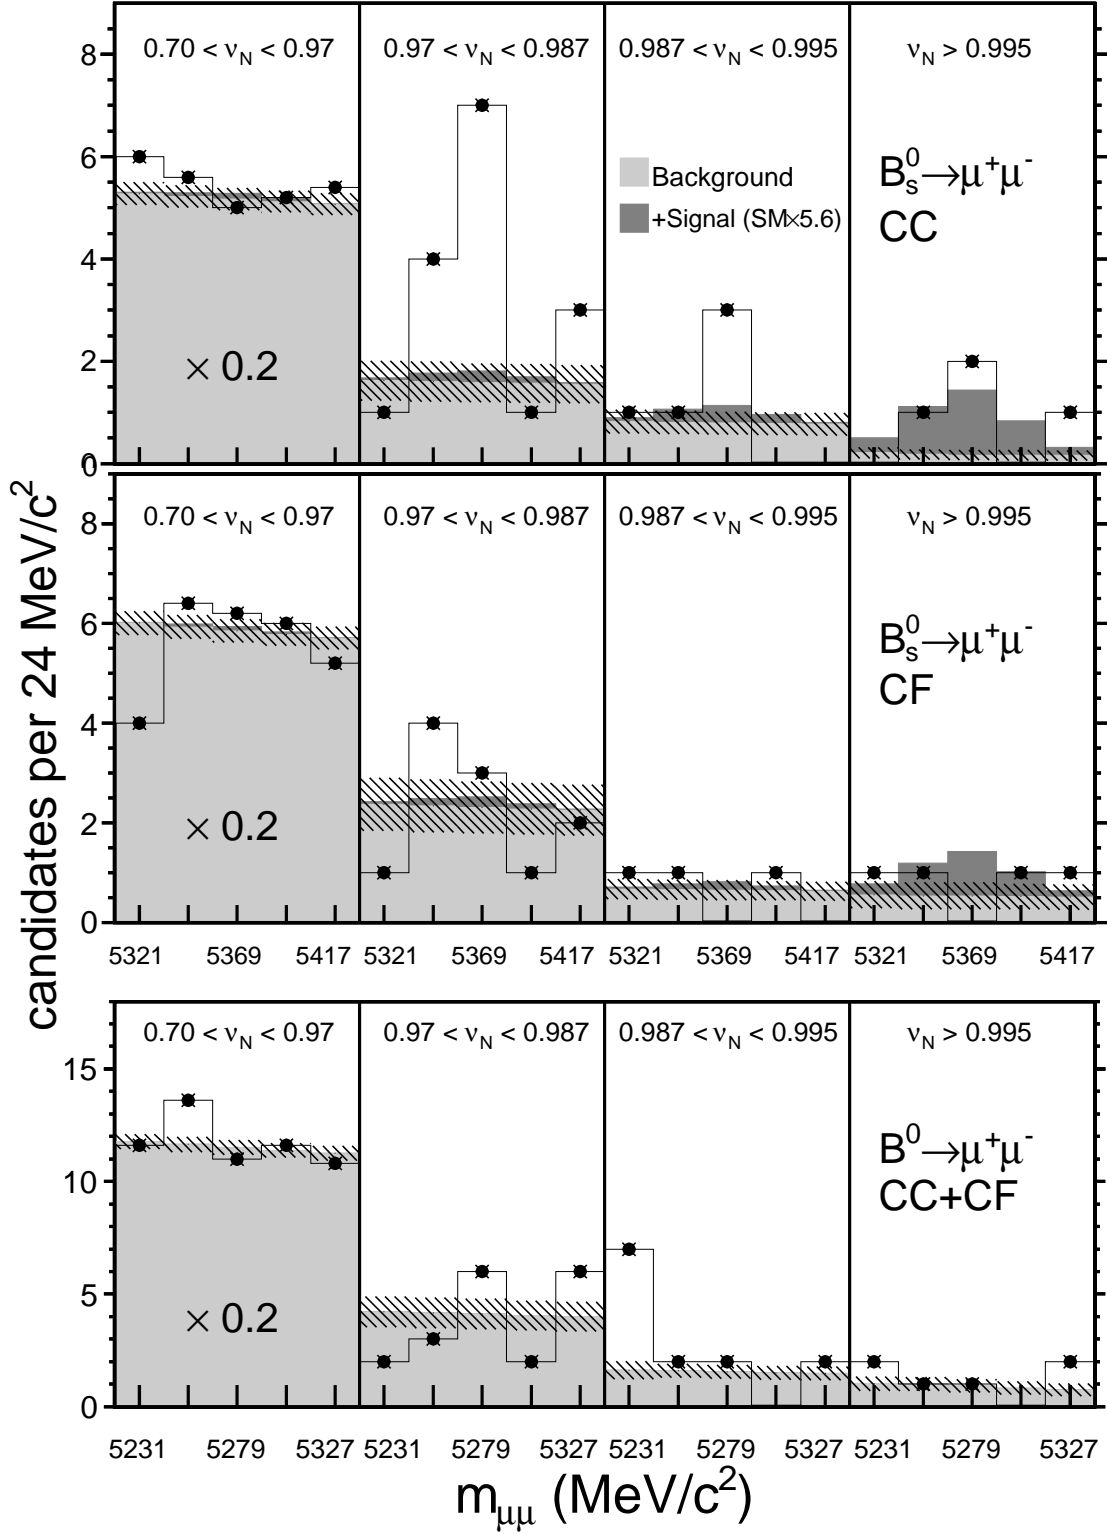 candidates per 24 MeV/c²
0.70 < ν_N < 0.97
0.97 < ν_N < 0.987
0.987 < ν_N < 0.995
ν_N > 0.995
8
6
4
2
0
Background
+Signal (SM×5.6)
B_s^0→μ⁺μ⁻
CC
× 0.2
0.70 < ν_N < 0.97
0.97 < ν_N < 0.987
0.987 < ν_N < 0.995
ν_N > 0.995
8
6
4
2
0
B_s^0→μ⁺μ⁻
CF
× 0.2
5321 5369 5417 5321 5369 5417 5321 5369 5417 5321 5369 5417
0.70 < ν_N < 0.97
0.97 < ν_N < 0.987
0.987 < ν_N < 0.995
ν_N > 0.995
15
10
5
0
B⁰→μ⁺μ⁻
CC+CF
× 0.2
5231 5279 5327 5231 5279 5327 5231 5279 5327 5231 5279 5327
m_μμ (MeV/c²)